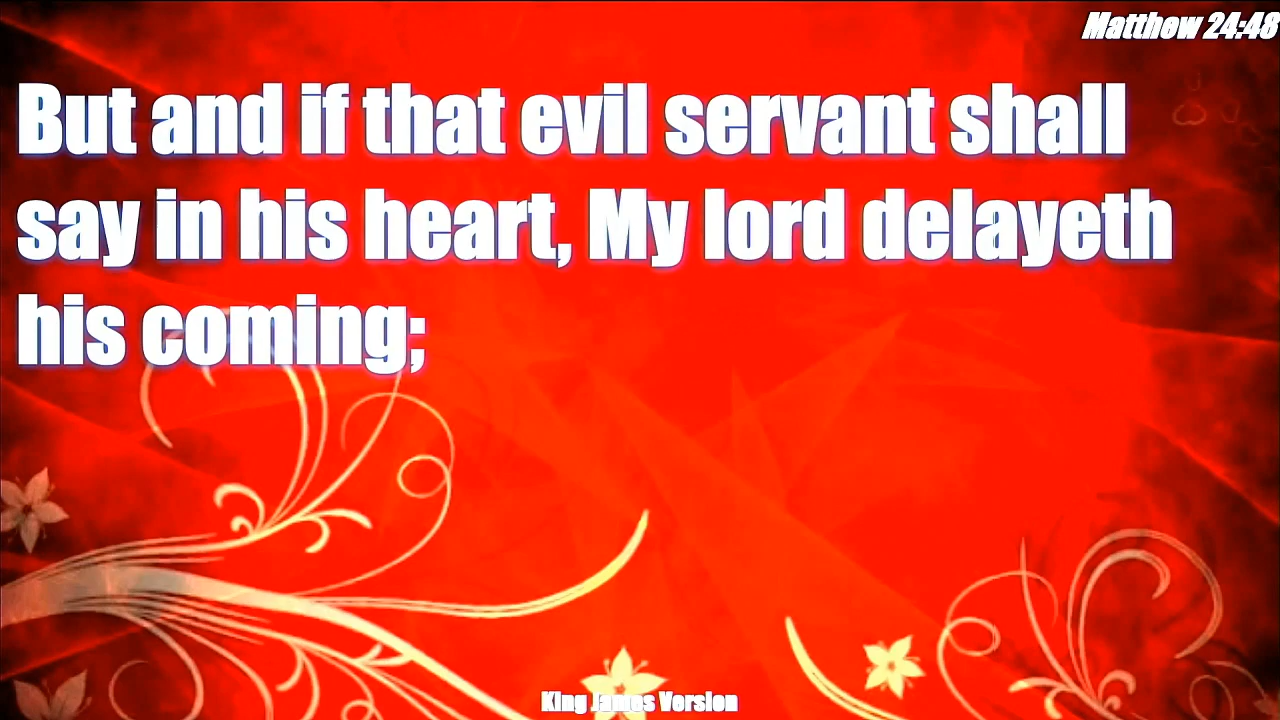 Matthew 24:48
But and if that evil servant shall
say in his heart, My lord delayeth
his coming;
King James Version